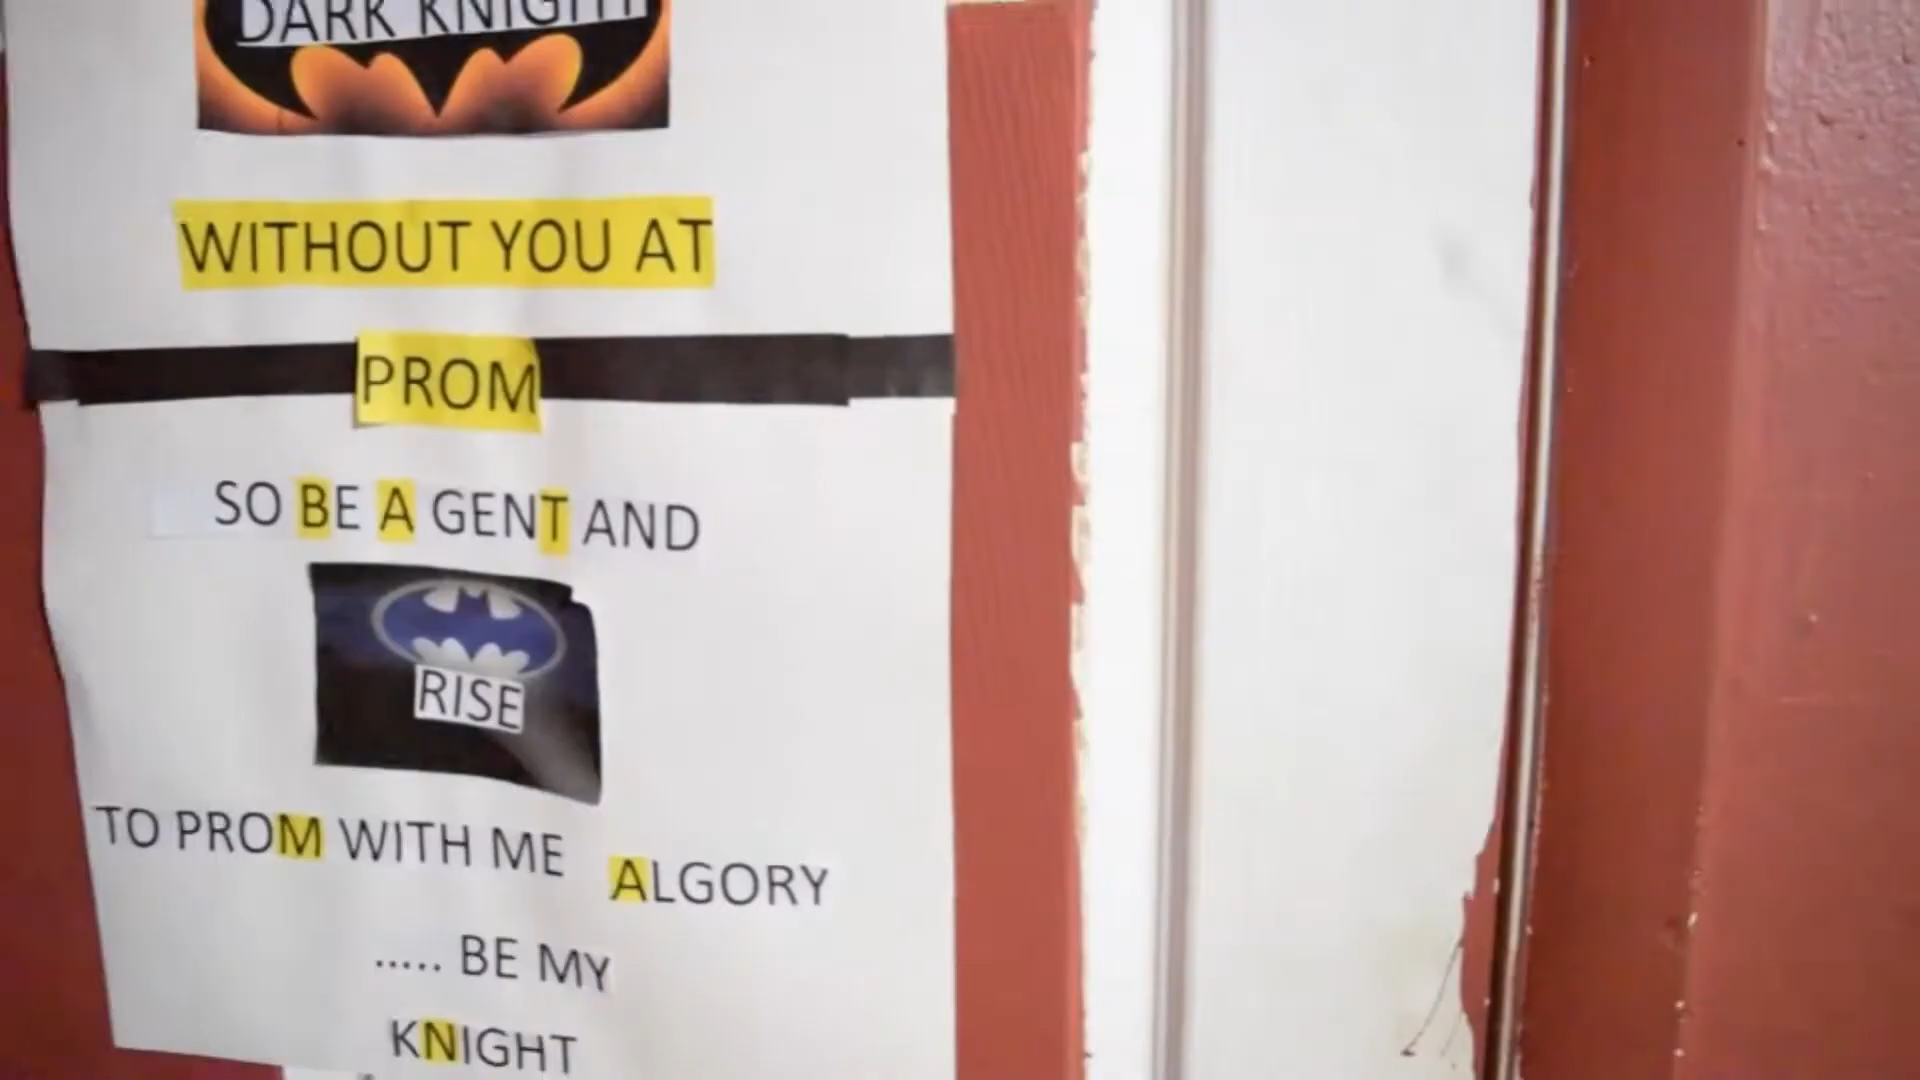 DARK KNIGHT
WITHOUT YOU AT
PROM
SO BE A GENT AND
RISE
TO PROM WITH ME ALGORY
..... BE MY
KNIGHT